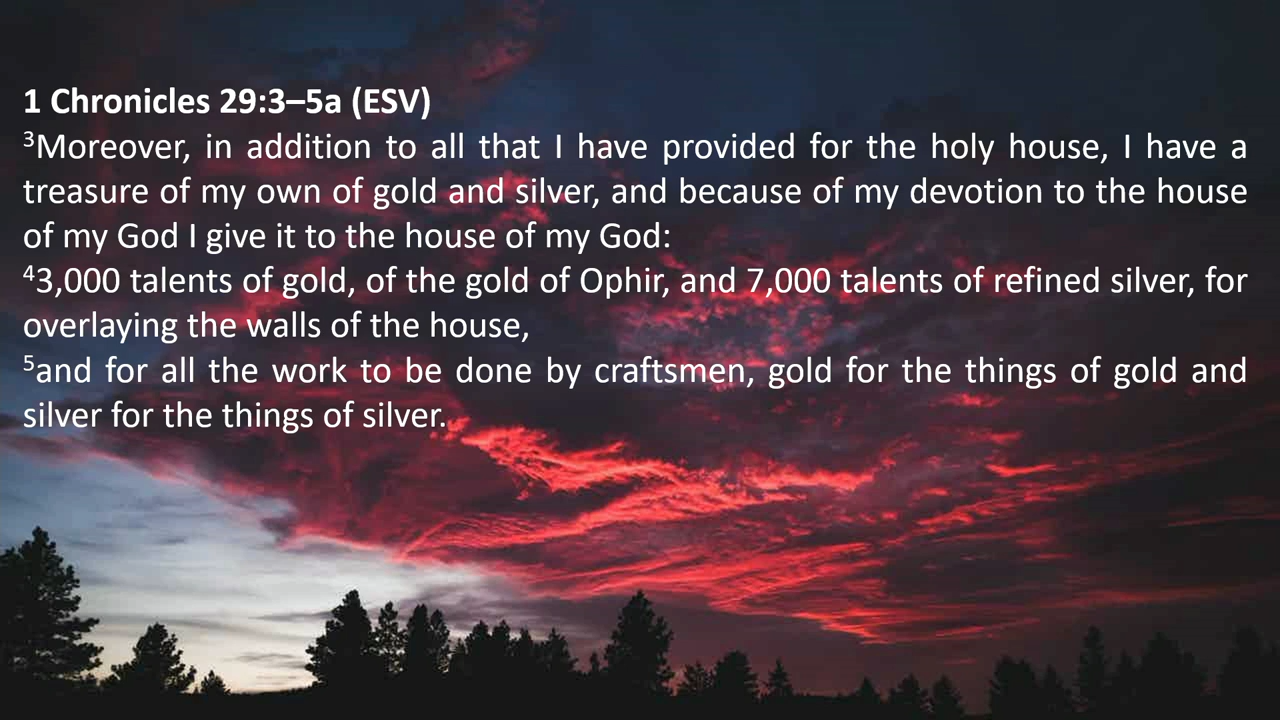 1 Chronicles 29:3–5a (ESV)
³Moreover, in addition to all that I have provided for the holy house, I have a
treasure of my own of gold and silver, and because of my devotion to the house
of my God I give it to the house of my God:
⁴3,000 talents of gold, of the gold of Ophir, and 7,000 talents of refined silver, for
overlaying the walls of the house,
⁵and for all the work to be done by craftsmen, gold for the things of gold and
silver for the things of silver.